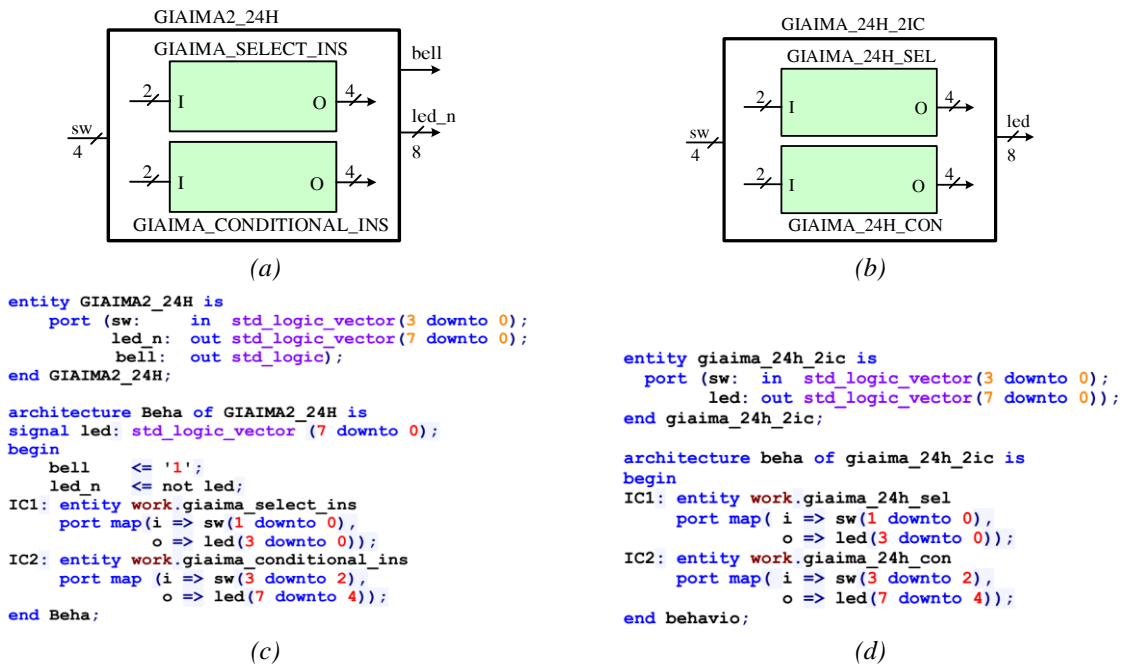 GIAIMA2_24H
GIAIMA_SELECT_INS
bell
2
I
O
4
led_n
8
sw
4
2
I
O
4
GIAIMA_CONDITIONAL_INS
(a)
GIAIMA_24H_2IC
GIAIMA_24H_SEL
2
I
O
4
led
8
sw
4
2
I
O
4
GIAIMA_24H_CON
(b)
entity GIAIMA2_24H is
port (sw: in std_logic_vector(3 downto 0);
led_n: out std_logic_vector(7 downto 0);
bell: out std_logic);
end GIAIMA2_24H;
architecture Beha of GIAIMA2_24H is
signal led: std_logic_vector (7 downto 0);
begin
bell <= '1';
led_n <= not led;
IC1: entity work.giaima_select_ins
port map(i => sw(1 downto 0),
o => led(3 downto 0));
IC2: entity work.giaima_conditional_ins
port map (i => sw(3 downto 2),
o => led(7 downto 4));
end Beha;
(c)
entity giaima_24h_2ic is
port (sw: in std_logic_vector(3 downto 0);
led: out std_logic_vector(7 downto 0));
end giaima_24h_2ic;
architecture beha of giaima_24h_2ic is
begin
IC1: entity work.giaima_24h_sel
port map( i => sw(1 downto 0),
o => led(3 downto 0));
IC2: entity work.giaima_24h_con
port map( i => sw(3 downto 2),
o => led(7 downto 4));
end behavio;
(d)